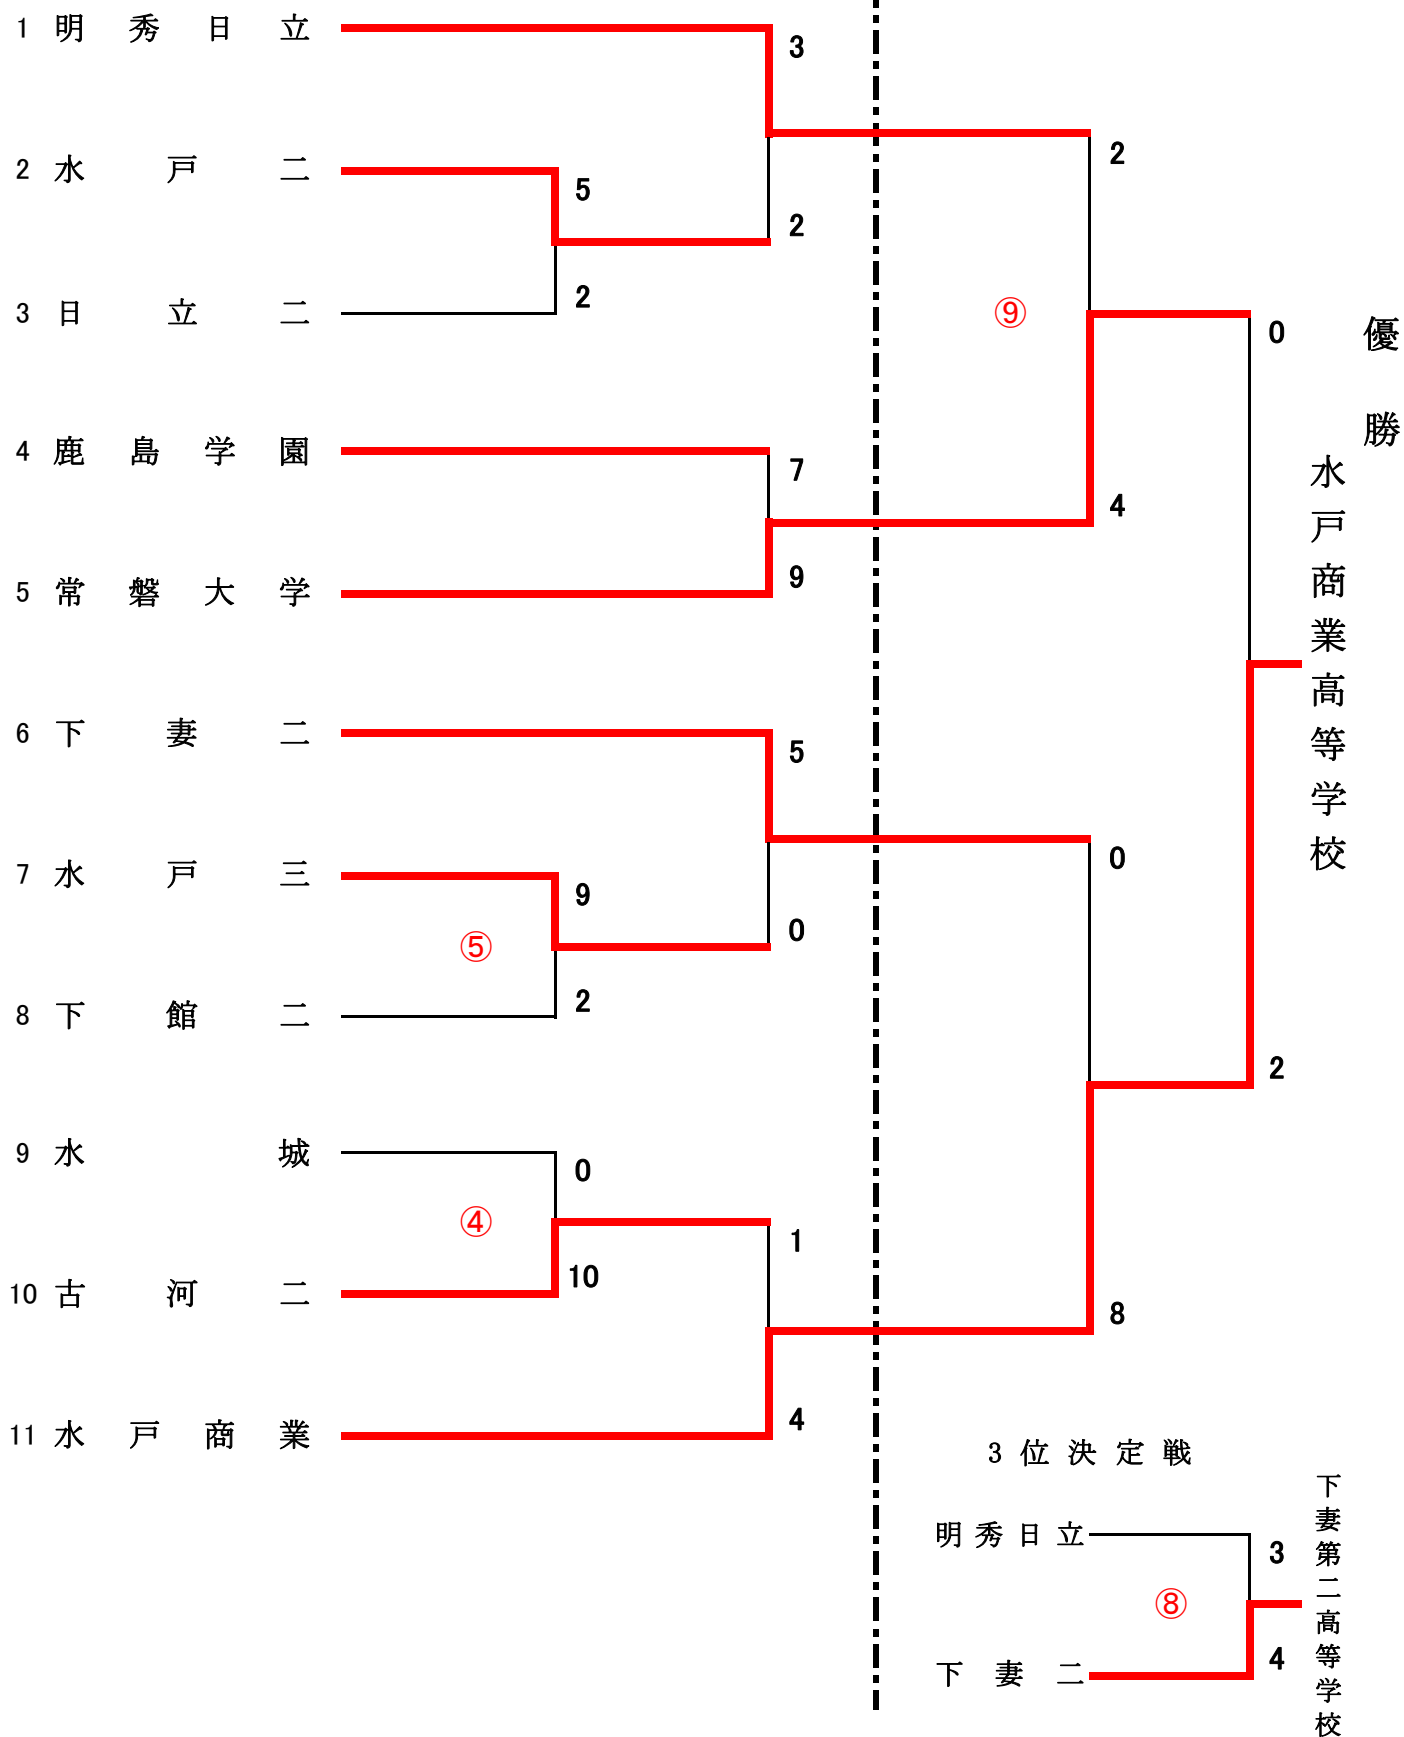 1 明秀日立
3
2
2 水戸二
5
2
3 日立二
2
⑨
0
優勝
4 鹿島学園
7
水戸商業高等学校
4
5 常磐大学
9
6 下妻二
5
0
7 水戸三
9
0
⑤
8 下館二
2
2
9 水城
0
④
1
10 古河二
10
8
11 水戸商業
4
3位決定戦
明秀日立
3
下妻第二高等学校
⑧
下妻二
4